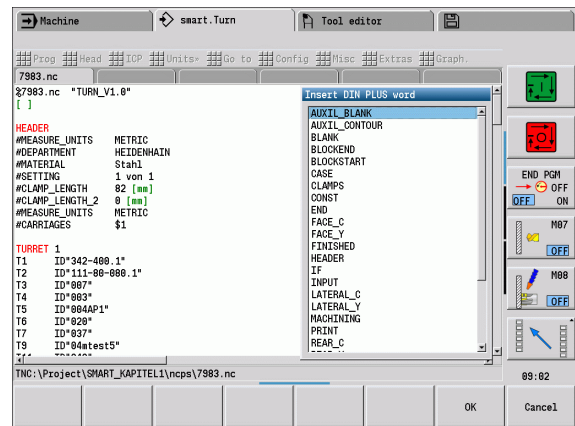 Machine
smart.Turn
Tool editor
Prog Head ICP Units» Go to Config Misc Extras Graph.
7983.nc
%7983.nc "TURN_V1.0"
[ ]
HEADER
#MEASURE_UNITS METRIC
#DEPARTMENT HEIDENHAIN
#MATERIAL Stahl
#SETTING 1 von 1
#CLAMP_LENGTH 82 [mm]
#CLAMP_LENGTH_2 0 [mm]
#MEASURE_UNITS METRIC
#CARRIAGES $1
TURRET 1
T1 ID"342-400.1"
T2 ID"111-80-080.1"
T3 ID"007"
T4 ID"003"
T5 ID"004AP1"
T6 ID"020"
T7 ID"037"
T9 ID"04mtest5"
Insert DIN PLUS word
AUXIL_BLANK
AUXIL_CONTOUR
BLANK
BLOCKEND
BLOCKSTART
CASE
CLAMPS
CONST
END
FACE_C
FACE_Y
FINISHED
HEADER
IF
INPUT
LATERAL_C
LATERAL_Y
MACHINING
PRINT
REAR_C
END PGM
OFF
OFF ON
M07
OFF
M08
OFF
TNC:\Project\SMART_KAPITEL1\ncps\7983.nc
09:02
OK
Cancel